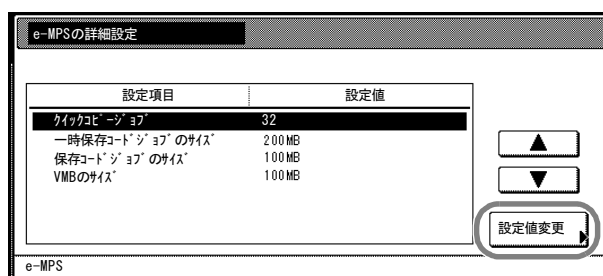 e-MPSの詳細設定
設定項目 設定値
ｸｲｯｸｺﾋﾟｰｼﾞｮﾌﾞ 32
一時保存ｺｰﾄﾞｼﾞｮﾌﾞのｻｲｽﾞ 200MB
保存ｺｰﾄﾞｼﾞｮﾌﾞのｻｲｽﾞ 100MB
VMBのｻｲｽﾞ 100MB
設定値変更
e-MPS